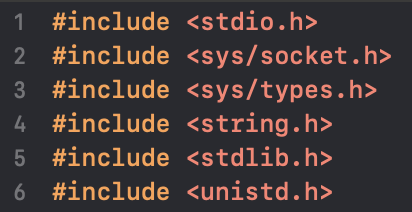 1 #include <stdio.h>
2 #include <sys/socket.h>
3 #include <sys/types.h>
4 #include <string.h>
5 #include <stdlib.h>
6 #include <unistd.h>